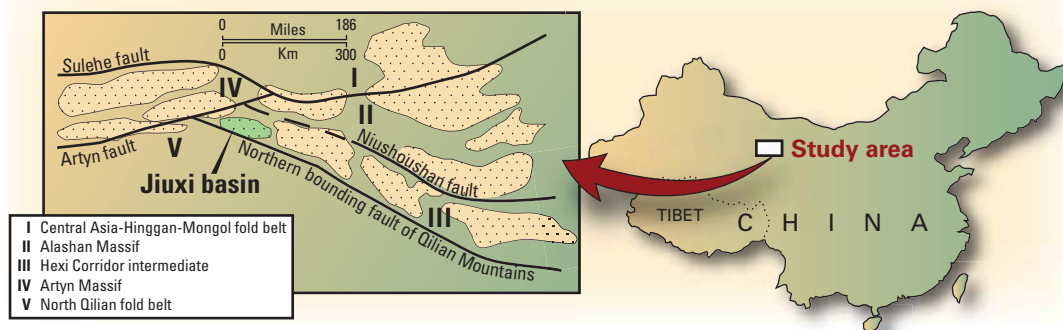 0 Miles 186
0 Km 300
Sulehe fault
I
IV
II
Artyn fault
V
Niushoushan fault
Jiuxi basin
Northern bounding fault of Qilian Mountains
III
I Central Asia-Hinggan-Mongol fold belt
II Alashan Massif
III Hexi Corridor intermediate
IV Artyn Massif
V North Qilian fold belt
Study area
TIBET
CHINA